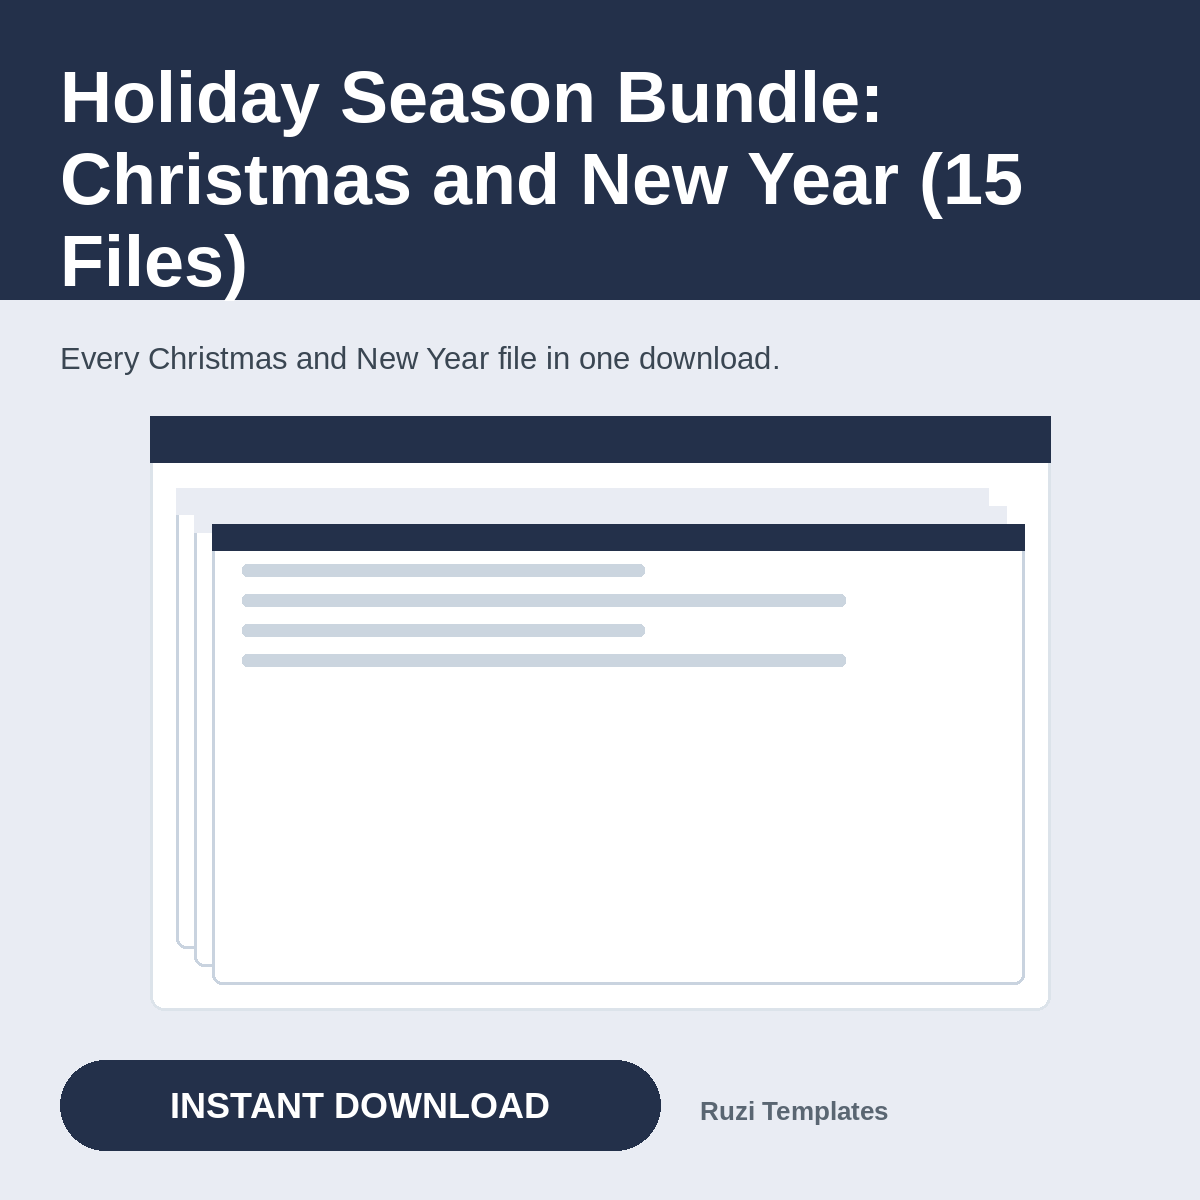 Holiday Season Bundle:
Christmas and New Year (15
Files)
Every Christmas and New Year file in one download.
INSTANT DOWNLOAD
Ruzi Templates